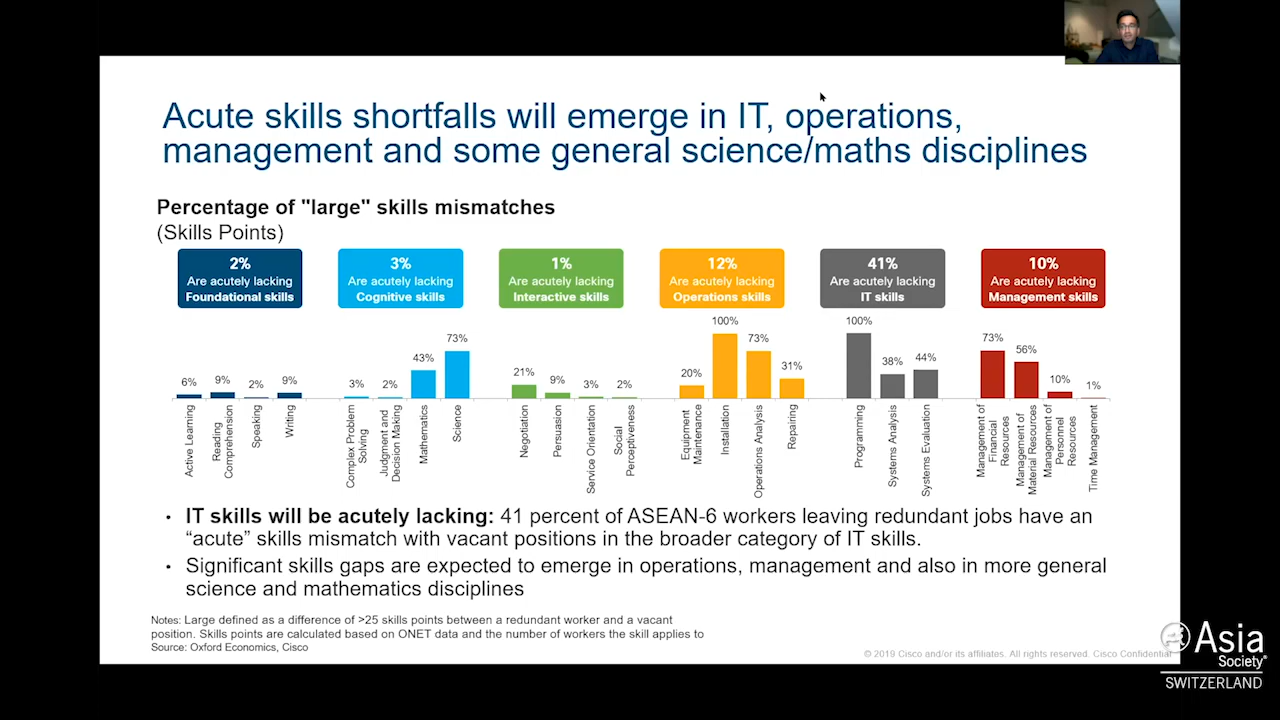 Acute skills shortfalls will emerge in IT, operations,
management and some general science/maths disciplines
Percentage of "large" skills mismatches
(Skills Points)
2%
Are acutely lacking
Foundational skills
3%
Are acutely lacking
Cognitive skills
1%
Are acutely lacking
Interactive skills
12%
Are acutely lacking
Operations skills
41%
Are acutely lacking
IT skills
10%
Are acutely lacking
Management skills
6%
9%
2%
9%
3%
2%
43%
73%
21%
9%
3%
2%
20%
100%
73%
31%
100%
38%
44%
73%
56%
10%
1%
Active Learning
Reading
Comprehension
Speaking
Writing
Complex Problem
Solving
Judgment and
Decision Making
Mathematics
Science
Negotiation
Persuasion
Service Orientation
Social
Perceptiveness
Equipment
Maintenance
Installation
Operations Analysis
Repairing
Programming
Systems Analysis
Systems Evaluation
Management of
Financial
Resources
Management of
Material Resources
Management of
Personnel
Resources
Time Management
• IT skills will be acutely lacking: 41 percent of ASEAN-6 workers leaving redundant jobs have an
“acute” skills mismatch with vacant positions in the broader category of IT skills.
• Significant skills gaps are expected to emerge in operations, management and also in more general
science and mathematics disciplines
Notes: Large defined as a difference of >25 skills points between a redundant worker and a vacant
position. Skills points are calculated based on ONET data and the number of workers the skill applies to
Source: Oxford Economics, Cisco
© 2019 Cisco and/or its affiliates. All rights reserved. Cisco Confidential
Asia
Society
SWITZERLAND